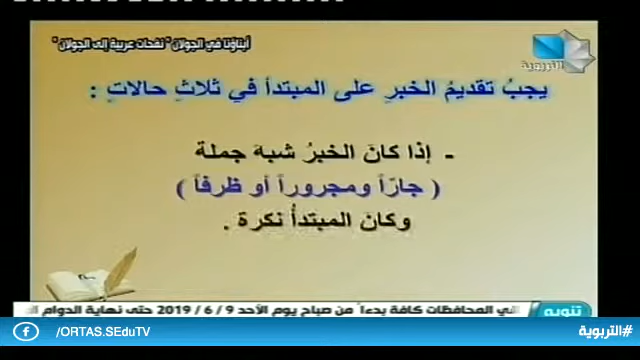 أبناؤنا في الجولان "نفحات عربية إلى الجولان"
التربوية
يجبُ تقديمُ الخبرِ على المبتدأ في ثلاثِ حالاتٍ :
- إذا كانَ الخبرُ شبهَ جملة
( جارّاً ومجروراً أو ظرفاً )
وكانَ المبتدأُ نكرة .
تنويه
المحافظات كافة بدءاً من صباح يوم الأحد 9 / 6 / 2019 حتى نهاية الدوام
/ORTAS.SEduTV
#التربوية